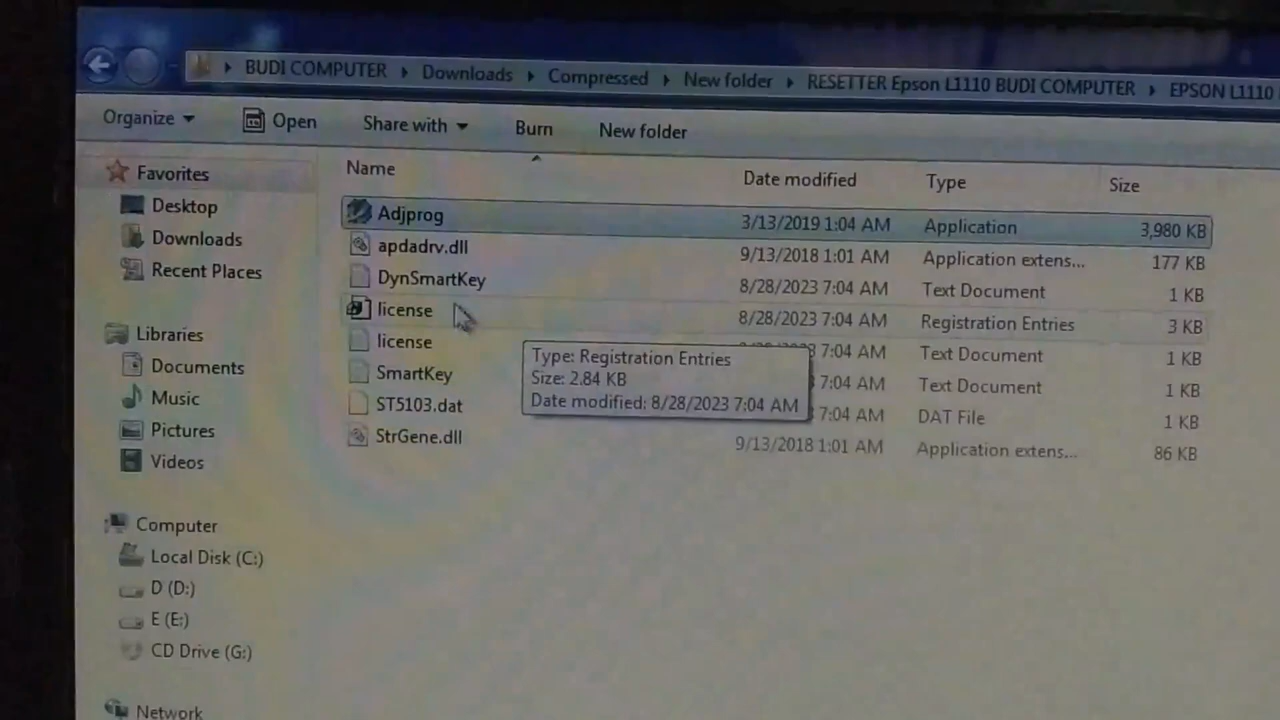 BUDI COMPUTER Downloads Compressed New folder RESETTER Epson L1110 BUDI COMPUTER EPSON L1110
Organize Open Share with Burn New folder
Name Date modified Type Size
Favorites
Desktop
Downloads
Recent Places
Libraries
Documents
Music
Pictures
Videos
Computer
Local Disk (C:)
D (D:)
E (E:)
CD Drive (G:)
Network
Adjprog 3/13/2019 1:04 AM Application 3,980 KB
apdadrv.dll 9/13/2018 1:01 AM Application extens... 177 KB
DynSmartKey 8/28/2023 7:04 AM Text Document 1 KB
license 8/28/2023 7:04 AM Registration Entries 3 KB
license 7:04 AM Text Document 1 KB
SmartKey 7:04 AM Text Document 1 KB
ST5103.dat 7:04 AM DAT File 1 KB
StrGene.dll 9/13/2018 1:01 AM Application extens... 86 KB
Type: Registration Entries
Size: 2.84 KB
Date modified: 8/28/2023 7:04 AM